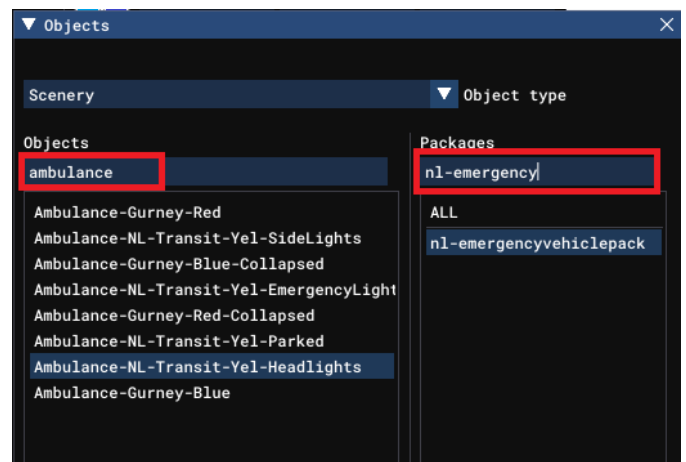 Objects
Scenery
Object type
Objects
ambulance
Ambulance-Gurney-Red
Ambulance-NL-Transit-Yel-SideLights
Ambulance-Gurney-Blue-Collapsed
Ambulance-NL-Transit-Yel-EmergencyLight
Ambulance-Gurney-Red-Collapsed
Ambulance-NL-Transit-Yel-Parked
Ambulance-NL-Transit-Yel-Headlights
Ambulance-Gurney-Blue
Packages
nl-emergency
ALL
nl-emergencyvehiclepack